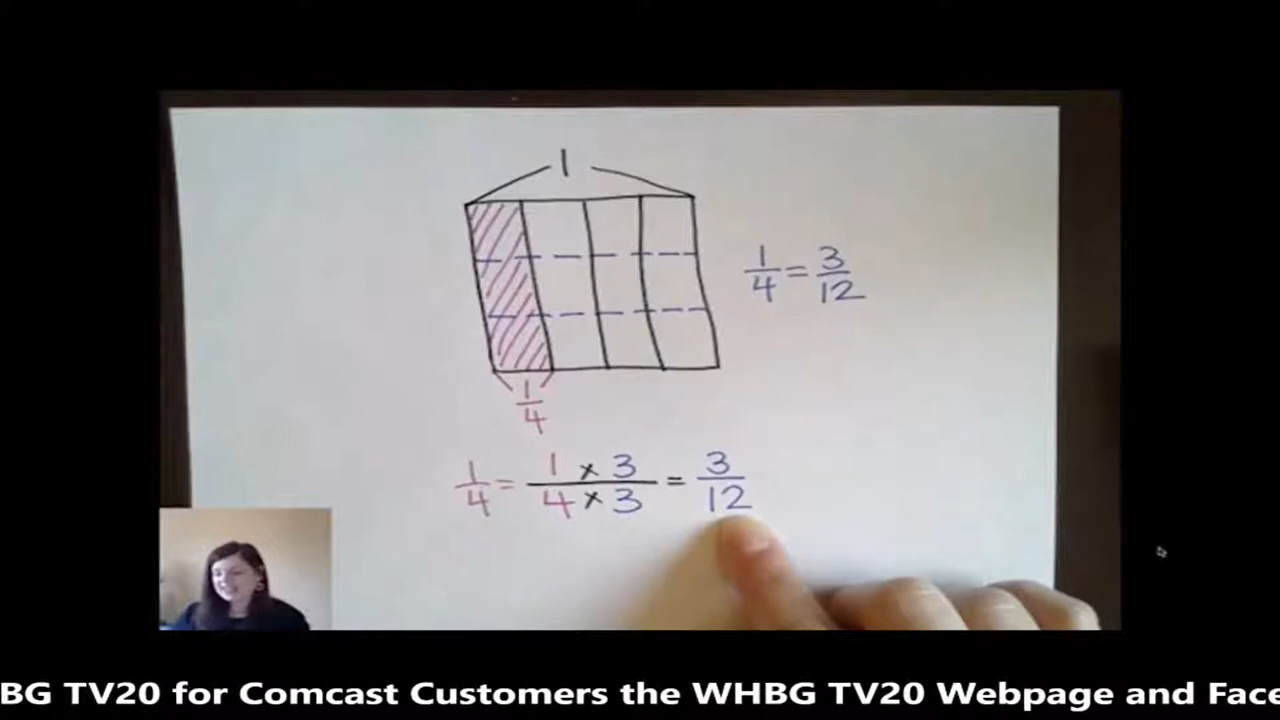 1
1/4 = 3/12
1/4
1/4 = 1 x 3/4 x 3 = 3/12
BG TV20 for Comcast Customers the WHBG TV20 Webpage and Face